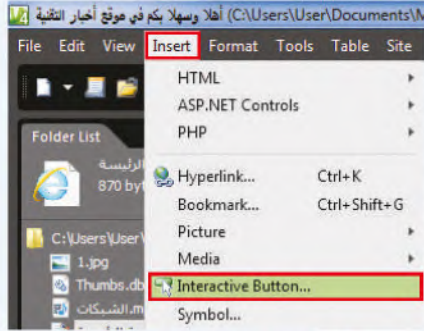 (C:\Users\User\Documents\M أهلا وسهلا بكم في موقع أخبار التقنية
File Edit View Insert Format Tools Table Site
HTML
ASP.NET Controls
PHP
Folder List
الرئيسة
870 byt
Hyperlink... Ctrl+K
Bookmark... Ctrl+Shift+G
C:\Users\User\
Picture
1.jpg
Media
Thumbs.db
Interactive Button...
الشبكات.m
Symbol...